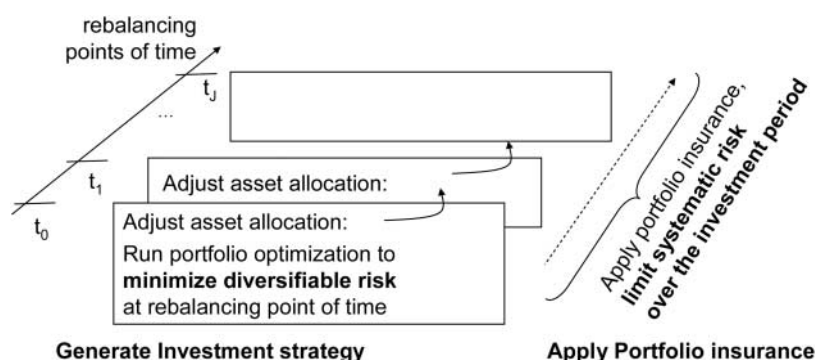 rebalancing
points of time
t_J
...
t_1
t_0
Adjust asset allocation:
Adjust asset allocation:
Run portfolio optimization to
minimize diversifiable risk
at rebalancing point of time
Apply portfolio insurance,
limit systematic risk
over the investment period
Generate Investment strategy
Apply Portfolio insurance